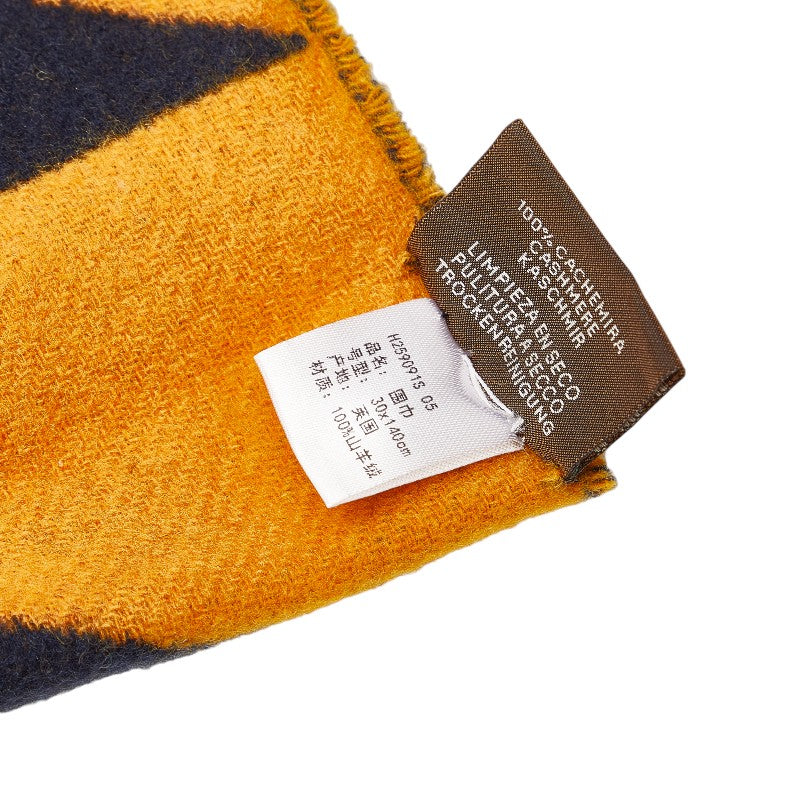 H259091S 05
品名: 围巾
号型: 30x140cm
产地: 英国
材质: 100%山羊绒
100% CACHEMIRA
CASHMERE
KASCHMIR
LIMPIEZA EN SECO
PULITURA A SECCO
TROCKENREINIGUNG